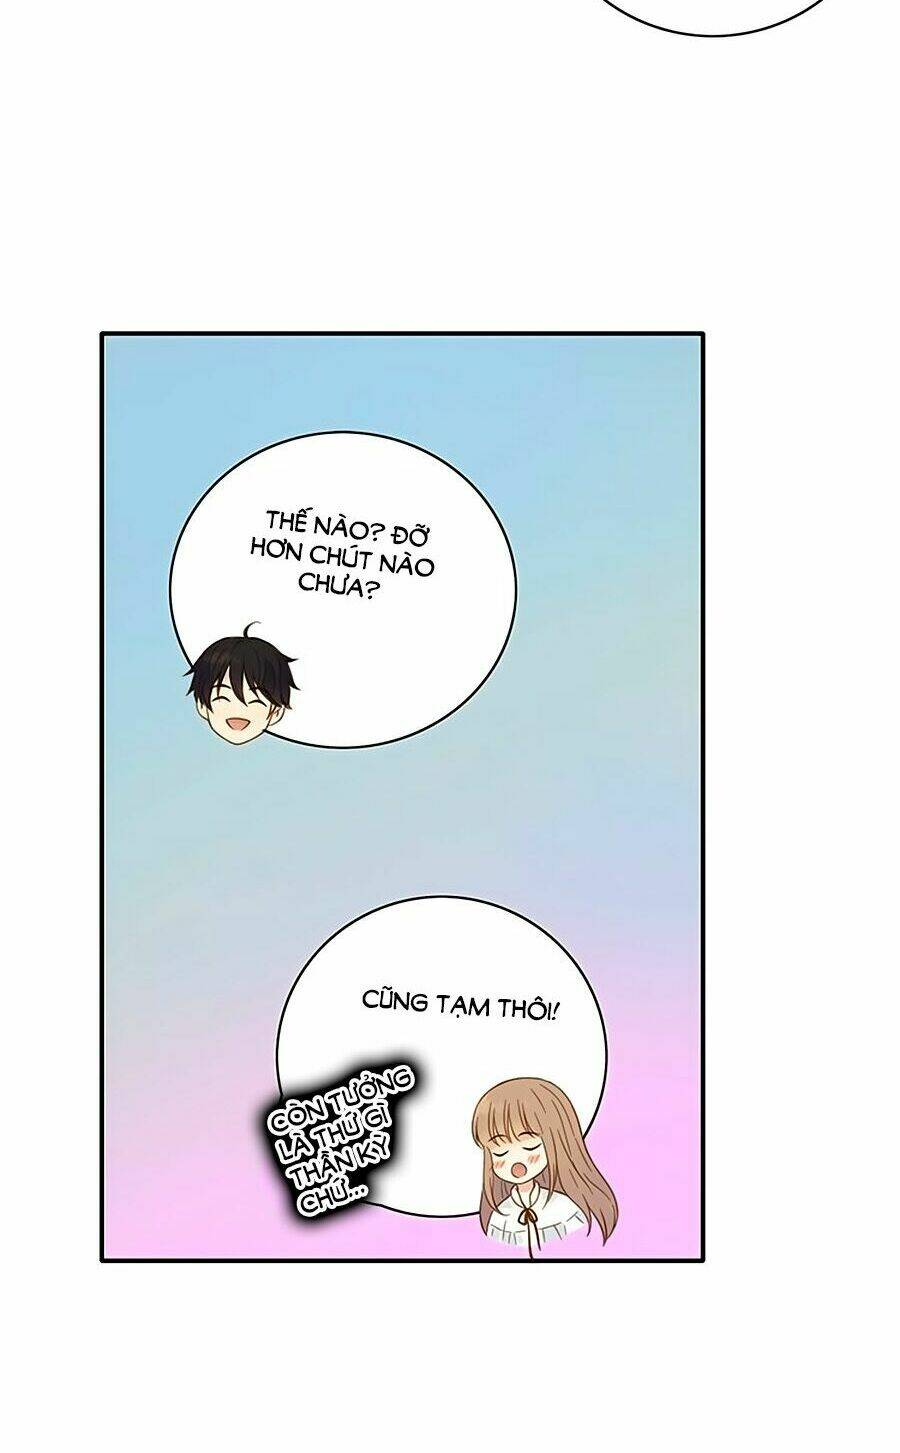 THẾ NÀO? ĐỠ
HƠN CHÚT NÀO
CHƯA?
CŨNG TẠM THÔI!
CÒN TƯỞNG
LÀ THỨ GÌ
THẦN KỲ
CHỨ...